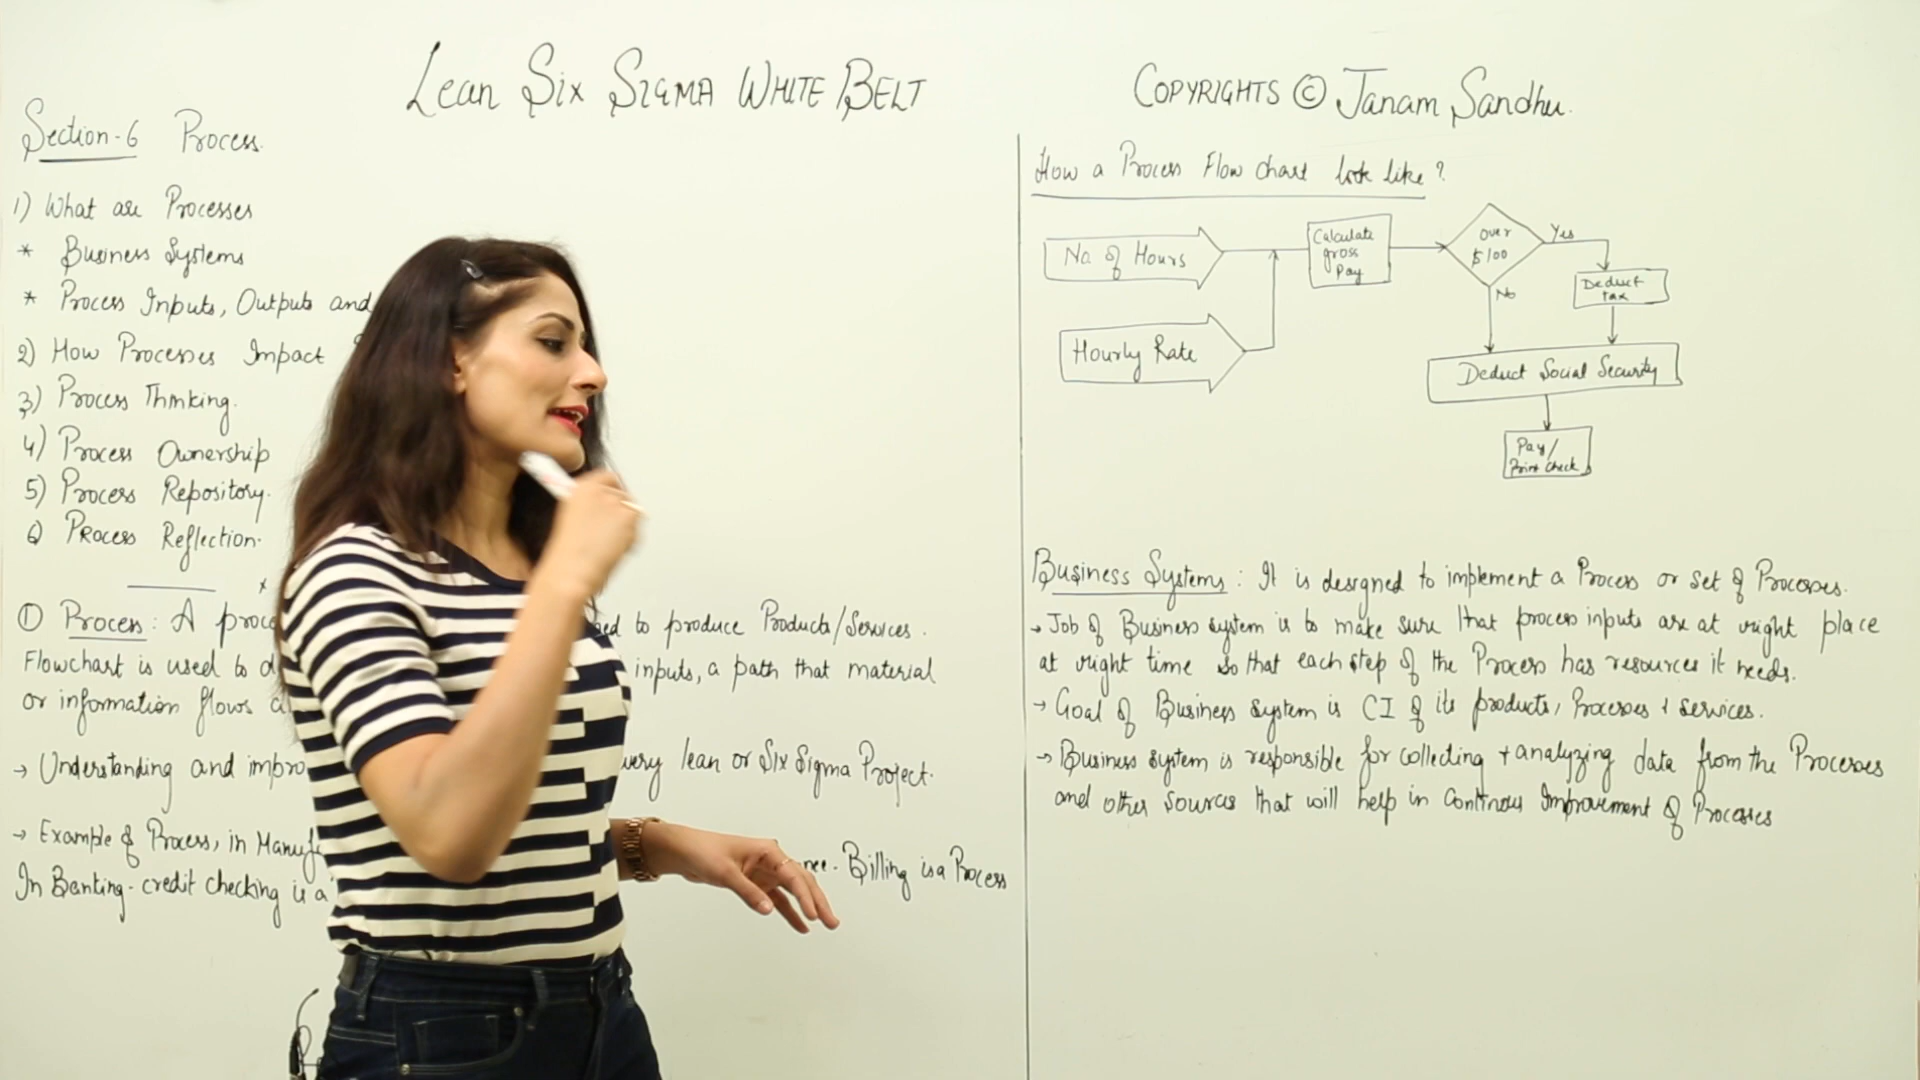 Lean Six SIGMA WHITE BELT
COPYRIGHTS © Janam Sandhu.
Section-6 Process.
1) What are Processes
* Business Systems
* Process Inputs, Outputs and
2) How Processes Impact
3) Process Thinking.
4) Process Ownership
5) Process Repository.
6) PRocess Reflection.
① Process: A proce
ed to produce Products/Services.
Flowchart is used to d
inputs, a path that material
or information flows
→ Understanding and impro
very lean or Six Sigma Project.
→ Example of Process, in Manuf
In Banking - credit checking is a
Billing is a Process
How a Process Flow chart look like?
No of Hours
Hourly Rate
Calculate
gross
Pay
Over
$100
Yes
No
Deduct
tax
Deduct Social Security
Pay/
Print check
Business Systems: It is designed to implement a Process or set of Processes.
→ Job of Business system is to make sure that process inputs are at right place
at right time so that each step of the Process has resources it needs.
→ Goal of Business system is CI of its products, Processes & services.
→ Business system is responsible for collecting + analyzing data from the Processes
and other sources that will help in Continous Improvement of Processes